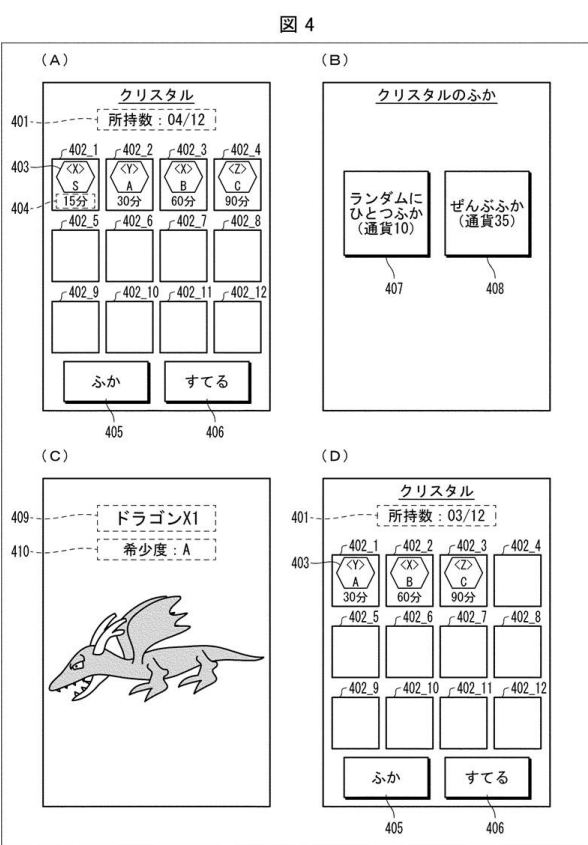 図 4
(A)
クリスタル
401
所持数：04/12
402_1
402_2
402_3
402_4
403
<X>
<Y>
<X>
<Z>
S
A
B
C
404
15分
30分
60分
90分
402_5
402_6
402_7
402_8
402_9
402_10
402_11
402_12
ふか
すてる
405
406
(B)
クリスタルのふか
ランダムに
ひとつふか
(通貨10)
ぜんぶふか
(通貨35)
407
408
(C)
409
ドラゴンX1
410
希少度：A
(D)
クリスタル
401
所持数：03/12
402_1
402_2
402_3
402_4
403
<Y>
<X>
<Z>
A
B
C
30分
60分
90分
402_5
402_6
402_7
402_8
402_9
402_10
402_11
402_12
ふか
すてる
405
406